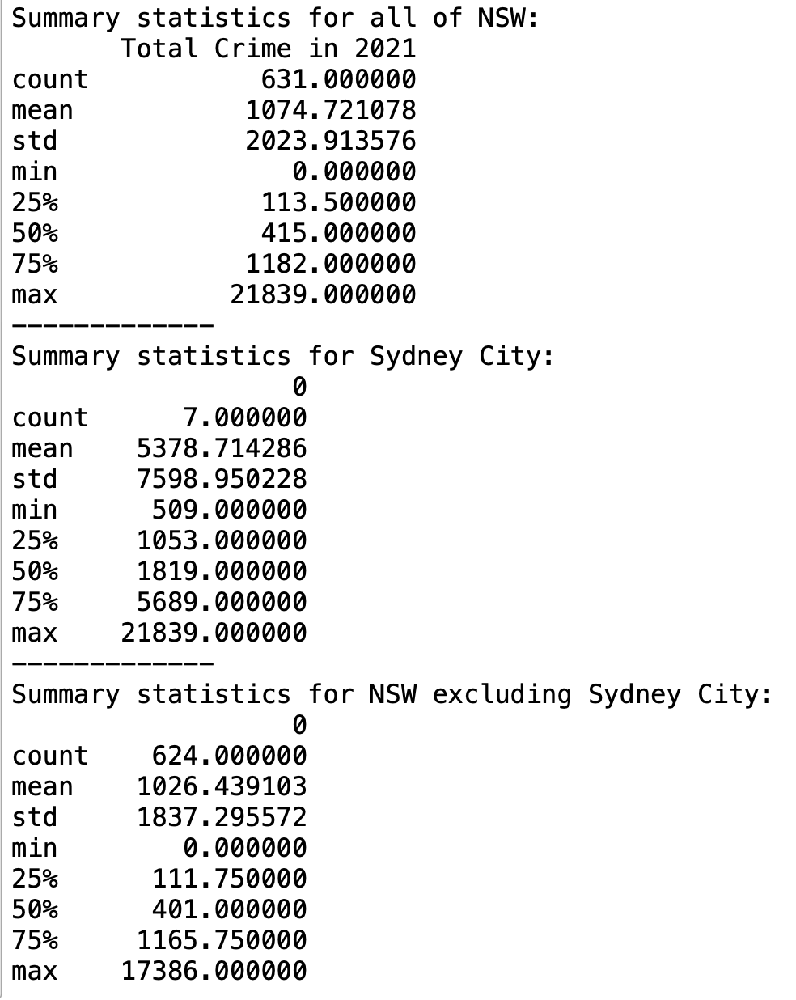 Summary statistics for all of NSW:
       Total Crime in 2021
count           631.000000
mean           1074.721078
std            2023.913576
min               0.000000
25%             113.500000
50%             415.000000
75%            1182.000000
max           21839.000000
-------------
Summary statistics for Sydney City:
                  0
count      7.000000
mean    5378.714286
std     7598.950228
min      509.000000
25%     1053.000000
50%     1819.000000
75%     5689.000000
max    21839.000000
-------------
Summary statistics for NSW excluding Sydney City:
                  0
count    624.000000
mean    1026.439103
std     1837.295572
min        0.000000
25%      111.750000
50%      401.000000
75%     1165.750000
max    17386.000000